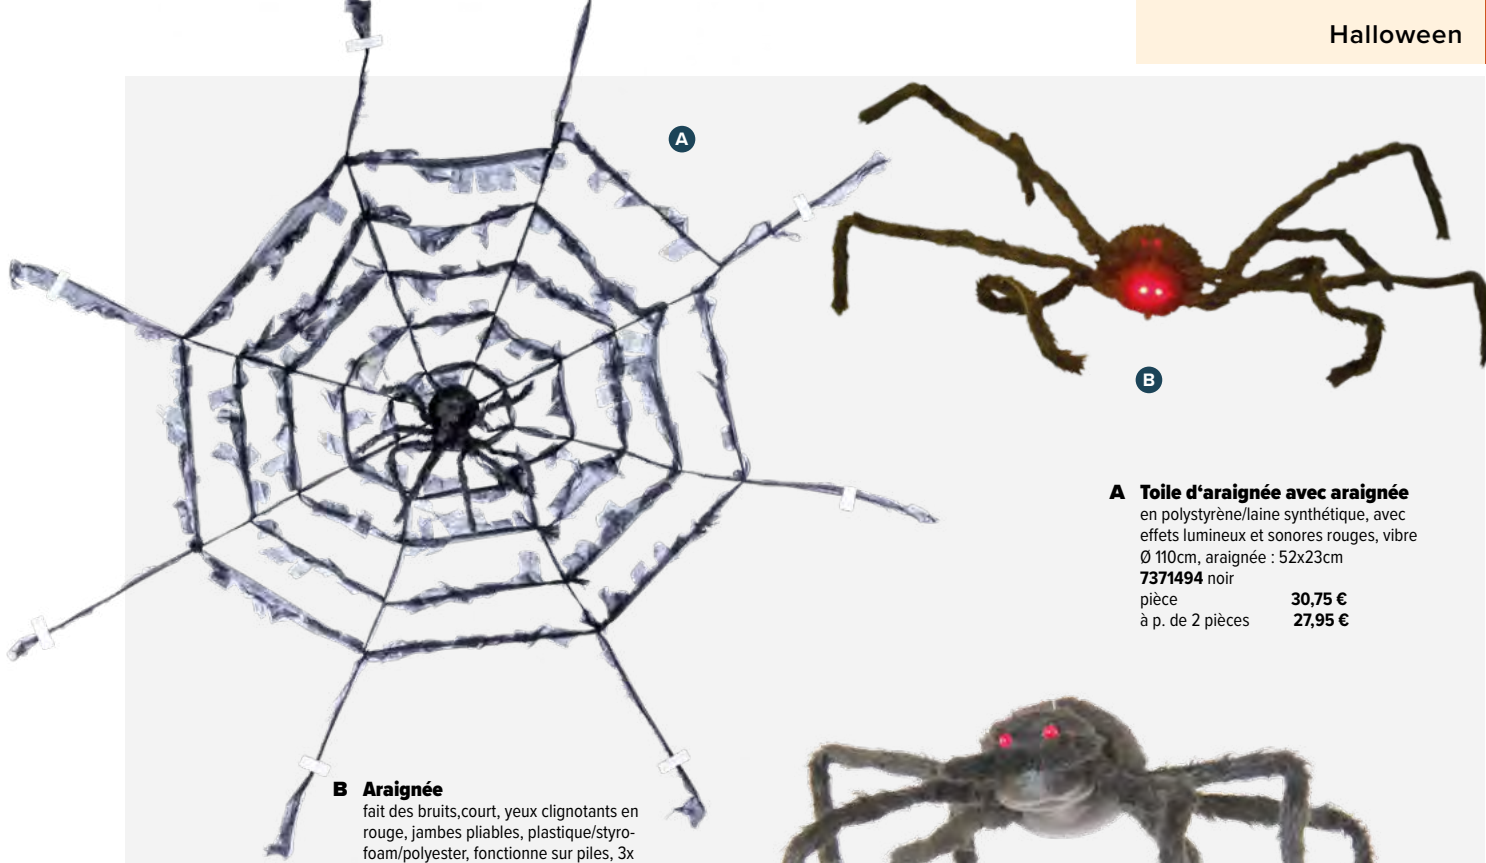 Halloween
A
B
A Toile d‘araignée avec araignée
en polystyrène/laine synthétique, avec
effets lumineux et sonores rouges, vibre
Ø 110cm, araignée : 52x23cm
7371494 noir
pièce 30,75 €
à p. de 2 pièces 27,95 €
B Araignée
fait des bruits,court, yeux clignotants en
rouge, jambes pliables, plastique/styro-
foam/polyester, fonctionne sur piles, 3x